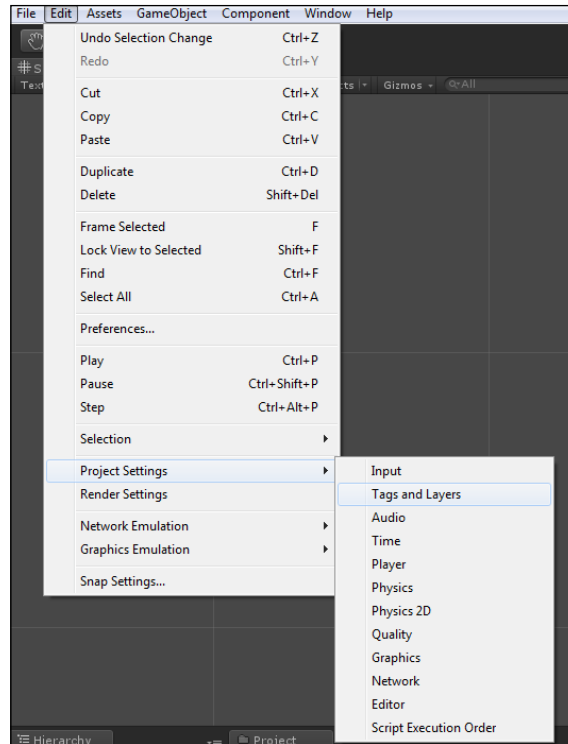 File Edit Assets GameObject Component Window Help
Undo Selection Change Ctrl+Z
Redo Ctrl+Y
# S
Text
ts Gizmos All
Cut Ctrl+X
Copy Ctrl+C
Paste Ctrl+V
Duplicate Ctrl+D
Delete Shift+Del
Frame Selected F
Lock View to Selected Shift+F
Find Ctrl+F
Select All Ctrl+A
Preferences...
Play Ctrl+P
Pause Ctrl+Shift+P
Step Ctrl+Alt+P
Selection
Project Settings
Render Settings
Network Emulation
Graphics Emulation
Snap Settings...
Input
Tags and Layers
Audio
Time
Player
Physics
Physics 2D
Quality
Graphics
Network
Editor
Script Execution Order
Hierarchy Project